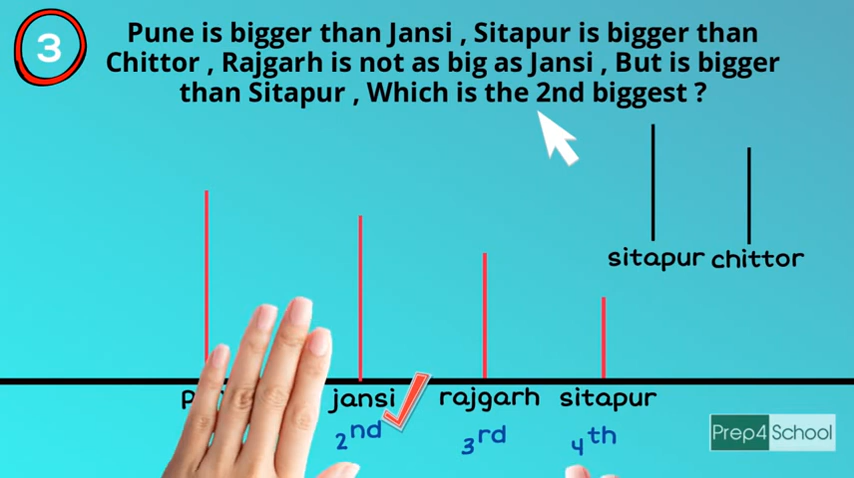 3
Pune is bigger than Jansi , Sitapur is bigger than
Chittor , Rajgarh is not as big as Jansi , But is bigger
than Sitapur , Which is the 2nd biggest ?
sitapur chittor
jansi rajgarh sitapur
2nd 3rd 4th
Prep4School